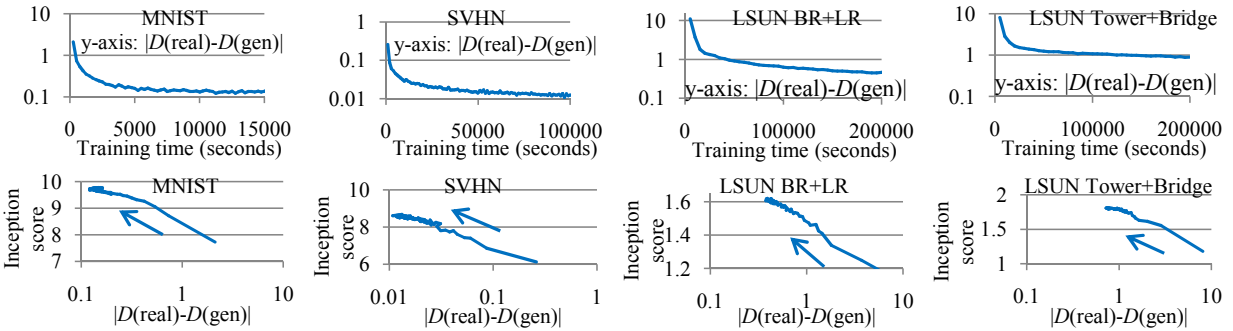 MNIST
y-axis: |D(real)-D(gen)|
10
1
0.1
0 5000 10000 15000
Training time (seconds)
SVHN
y-axis: |D(real)-D(gen)|
1
0.1
0.01
0 50000 100000
Training time (seconds)
LSUN BR+LR
10
1
y-axis: |D(real)-D(gen)|
0.1
0 100000 200000
Training time (seconds)
LSUN Tower+Bridge
10
1
y-axis: |D(real)-D(gen)|
0.1
0 100000 200000
Training time (seconds)
MNIST
Inception
score
10
9
8
7
0.1 1 10
|D(real)-D(gen)|
SVHN
Inception
score
10
8
6
0.01 0.1 1
|D(real)-D(gen)|
LSUN BR+LR
Inception
score
1.6
1.4
1.2
0.1 1 10
|D(real)-D(gen)|
LSUN Tower+Bridge
Inception
score
2
1.5
1
0.1 1 10
|D(real)-D(gen)|